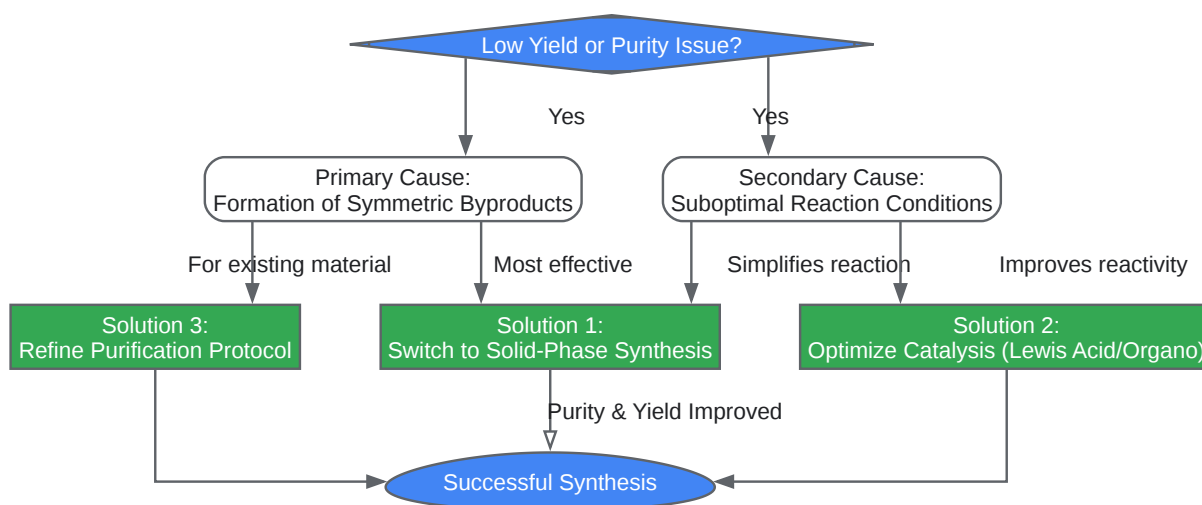 Low Yield or Purity Issue?
Yes
Yes
Primary Cause:
Formation of Symmetric Byproducts
Secondary Cause:
Suboptimal Reaction Conditions
For existing material
Most effective
Simplifies reaction
Improves reactivity
Solution 3:
Refine Purification Protocol
Solution 1:
Switch to Solid-Phase Synthesis
Solution 2:
Optimize Catalysis (Lewis Acid/Organo)
Purity & Yield Improved
Successful Synthesis